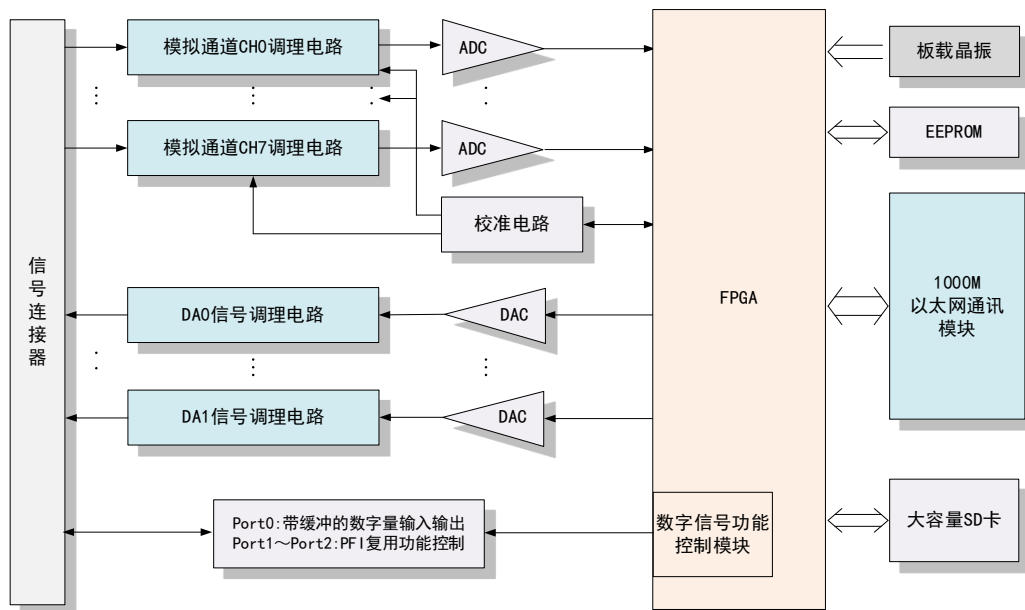 模拟通道CH0调理电路
ADC
板载晶振
EEPROM
模拟通道CH7调理电路
ADC
校准电路
信号连接器
FPGA
1000M
以太网通讯
模块
DA0信号调理电路
DAC
DA1信号调理电路
DAC
Port0:带缓冲的数字量输入输出
Port1～Port2:PFI复用功能控制
数字信号功能
控制模块
大容量SD卡